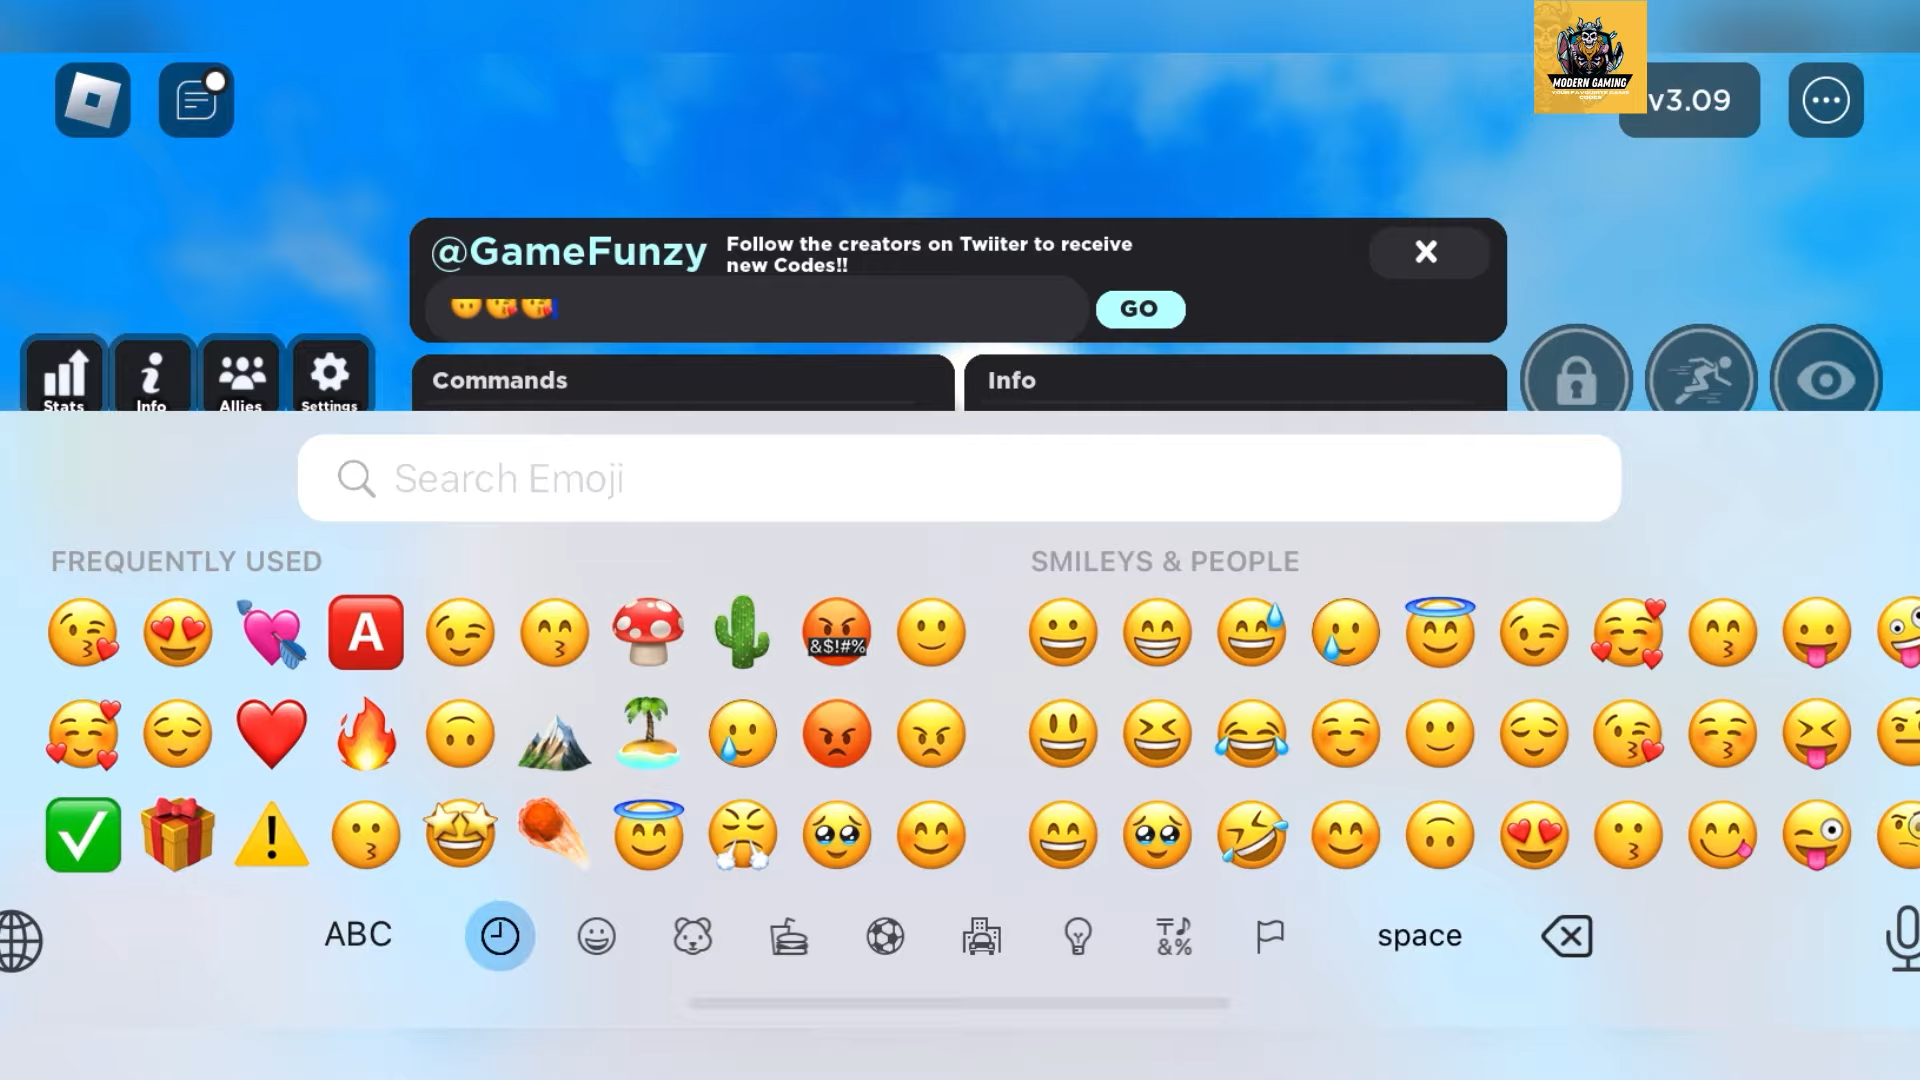 MODERN GAMING
v3.09
@GameFunzy
Follow the creators on Twiiter to receive
new Codes!!
X
GO
Stats
Info
Allies
Settings
Commands
Info
Search Emoji
FREQUENTLY USED
SMILEYS & PEOPLE
A
&$!#%
ABC
&%
space